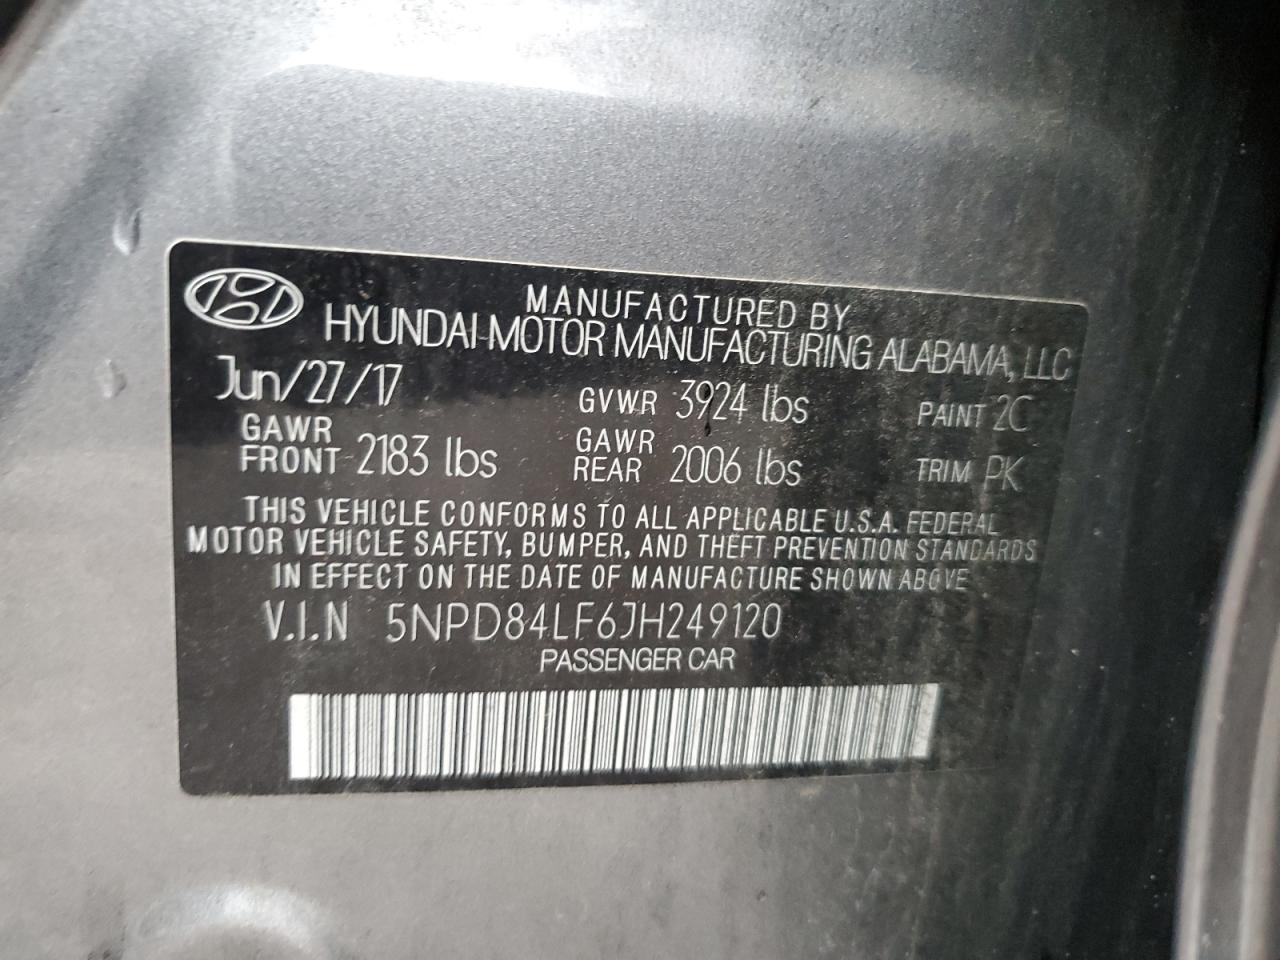 MANUFACTURED BY
HYUNDAI MOTOR MANUFACTURING ALABAMA, LLC
Jun/27/17 GVWR 3924 lbs PAINT 2C
GAWR FRONT 2183 lbs GAWR REAR 2006 lbs TRIM PK
THIS VEHICLE CONFORMS TO ALL APPLICABLE U.S.A. FEDERAL
MOTOR VEHICLE SAFETY, BUMPER, AND THEFT PREVENTION STANDARDS
IN EFFECT ON THE DATE OF MANUFACTURE SHOWN ABOVE
V.I.N 5NPD84LF6JH249120
PASSENGER CAR